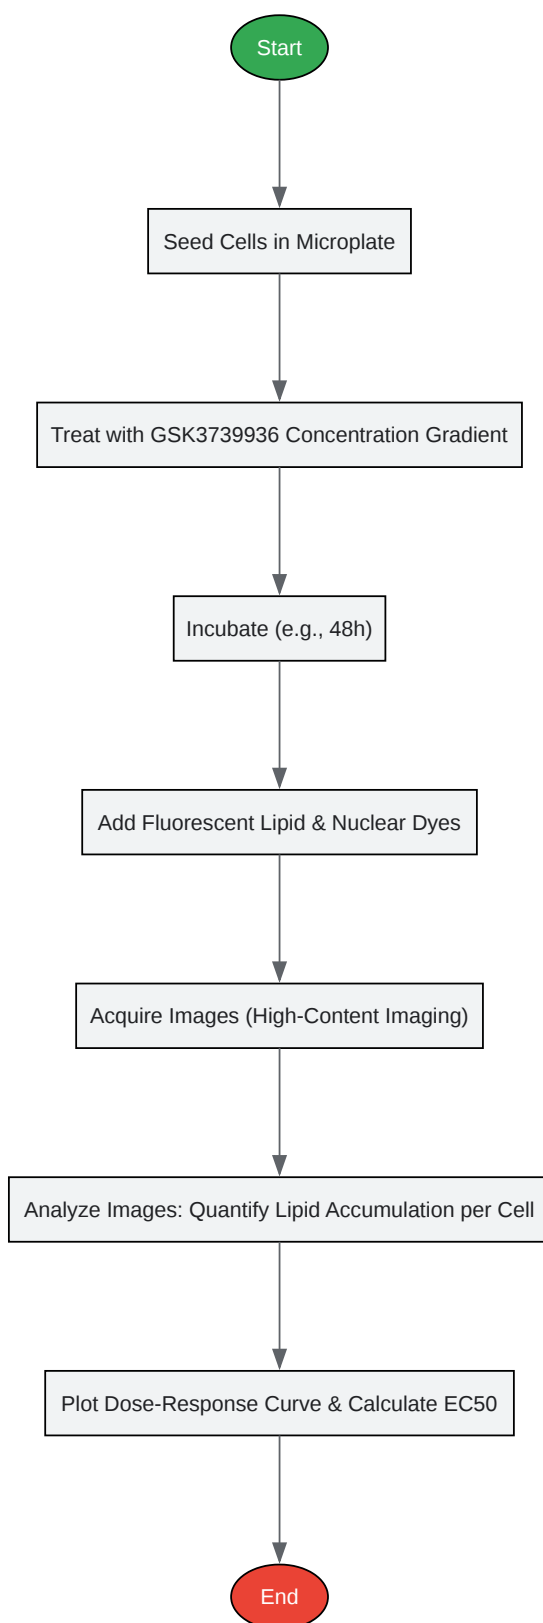 Start
Seed Cells in Microplate
Treat with GSK3739936 Concentration Gradient
Incubate (e.g., 48h)
Add Fluorescent Lipid & Nuclear Dyes
Acquire Images (High-Content Imaging)
Analyze Images: Quantify Lipid Accumulation per Cell
Plot Dose-Response Curve & Calculate EC50
End